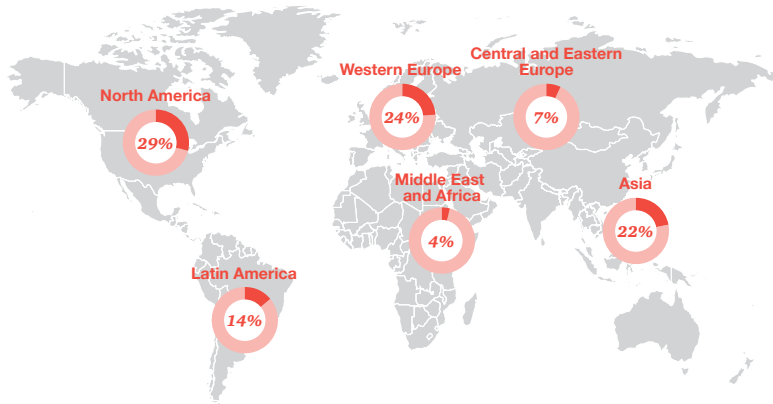 Western Europe
24%
Central and Eastern
Europe
7%
North America
29%
Middle East
and Africa
4%
Asia
22%
Latin America
14%